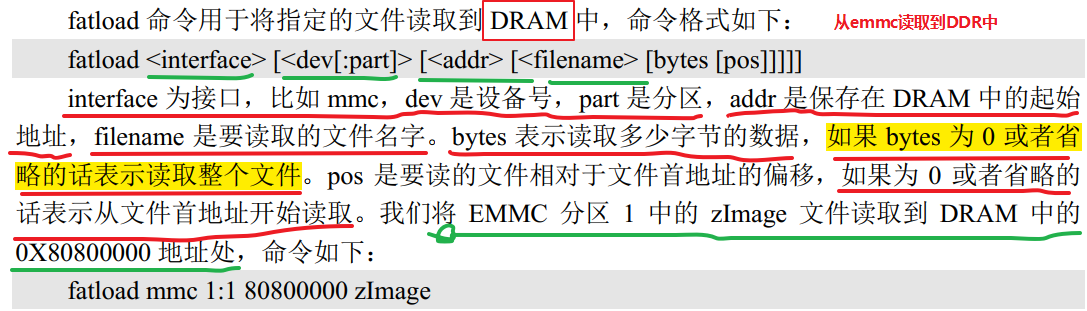 fatload 命令用于将指定的文件读取到 DRAM 中，命令格式如下： 从emmc读取到DDR中
fatload <interface> [<dev[:part]> [<addr> [<filename> [bytes [pos]]]]]
interface 为接口，比如 mmc，dev 是设备号，part 是分区，addr 是保存在 DRAM 中的起始
地址，filename 是要读取的文件名字。bytes 表示读取多少字节的数据，如果 bytes 为 0 或者省
略的话表示读取整个文件。pos 是要读的文件相对于文件首地址的偏移，如果为 0 或者省略的
话表示从文件首地址开始读取。我们将 EMMC 分区 1 中的 zImage 文件读取到 DRAM 中的
0X80800000 地址处，命令如下：
fatload mmc 1:1 80800000 zImage